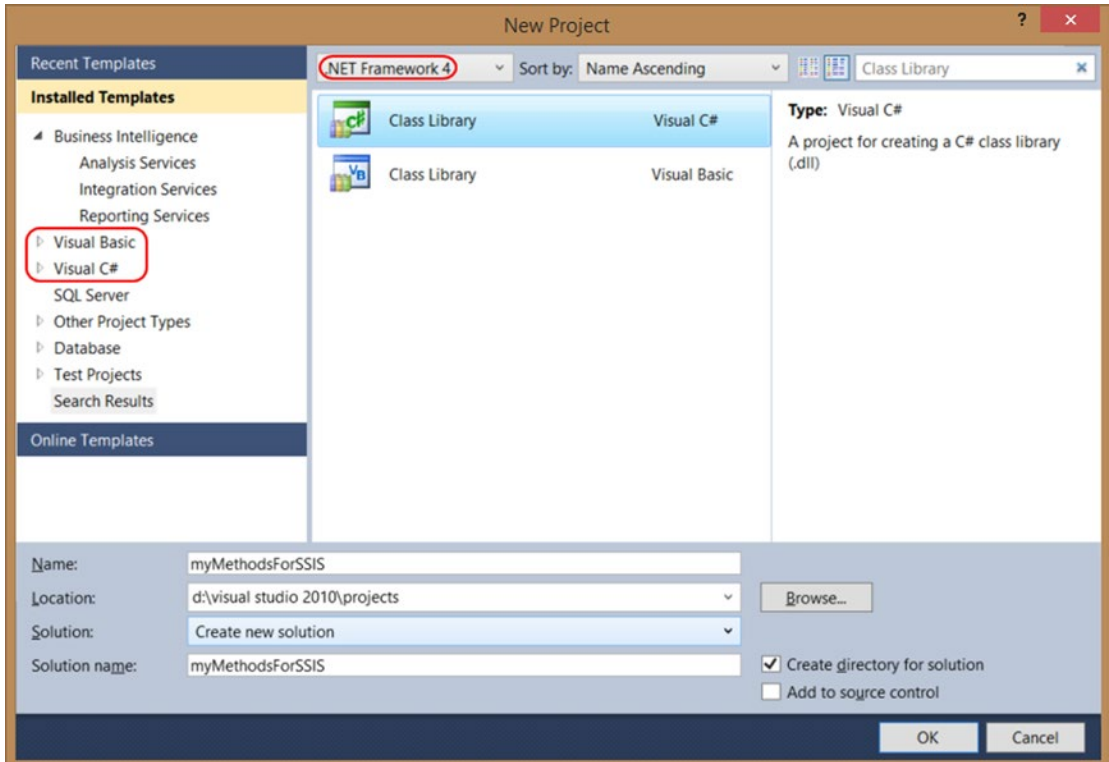 New Project
?
Recent Templates
.NET Framework 4
Sort by:
Name Ascending
Class Library
Installed Templates
Business Intelligence
Analysis Services
Integration Services
Reporting Services
Visual Basic
Visual C#
SQL Server
Other Project Types
Database
Test Projects
Search Results
Online Templates
C#
Class Library
Visual C#
VB
Class Library
Visual Basic
Type: Visual C#
A project for creating a C# class library
(.dll)
Name:
myMethodsForSSIS
Location:
d:\visual studio 2010\projects
Browse...
Solution:
Create new solution
Solution name:
myMethodsForSSIS
Create directory for solution
Add to source control
OK
Cancel